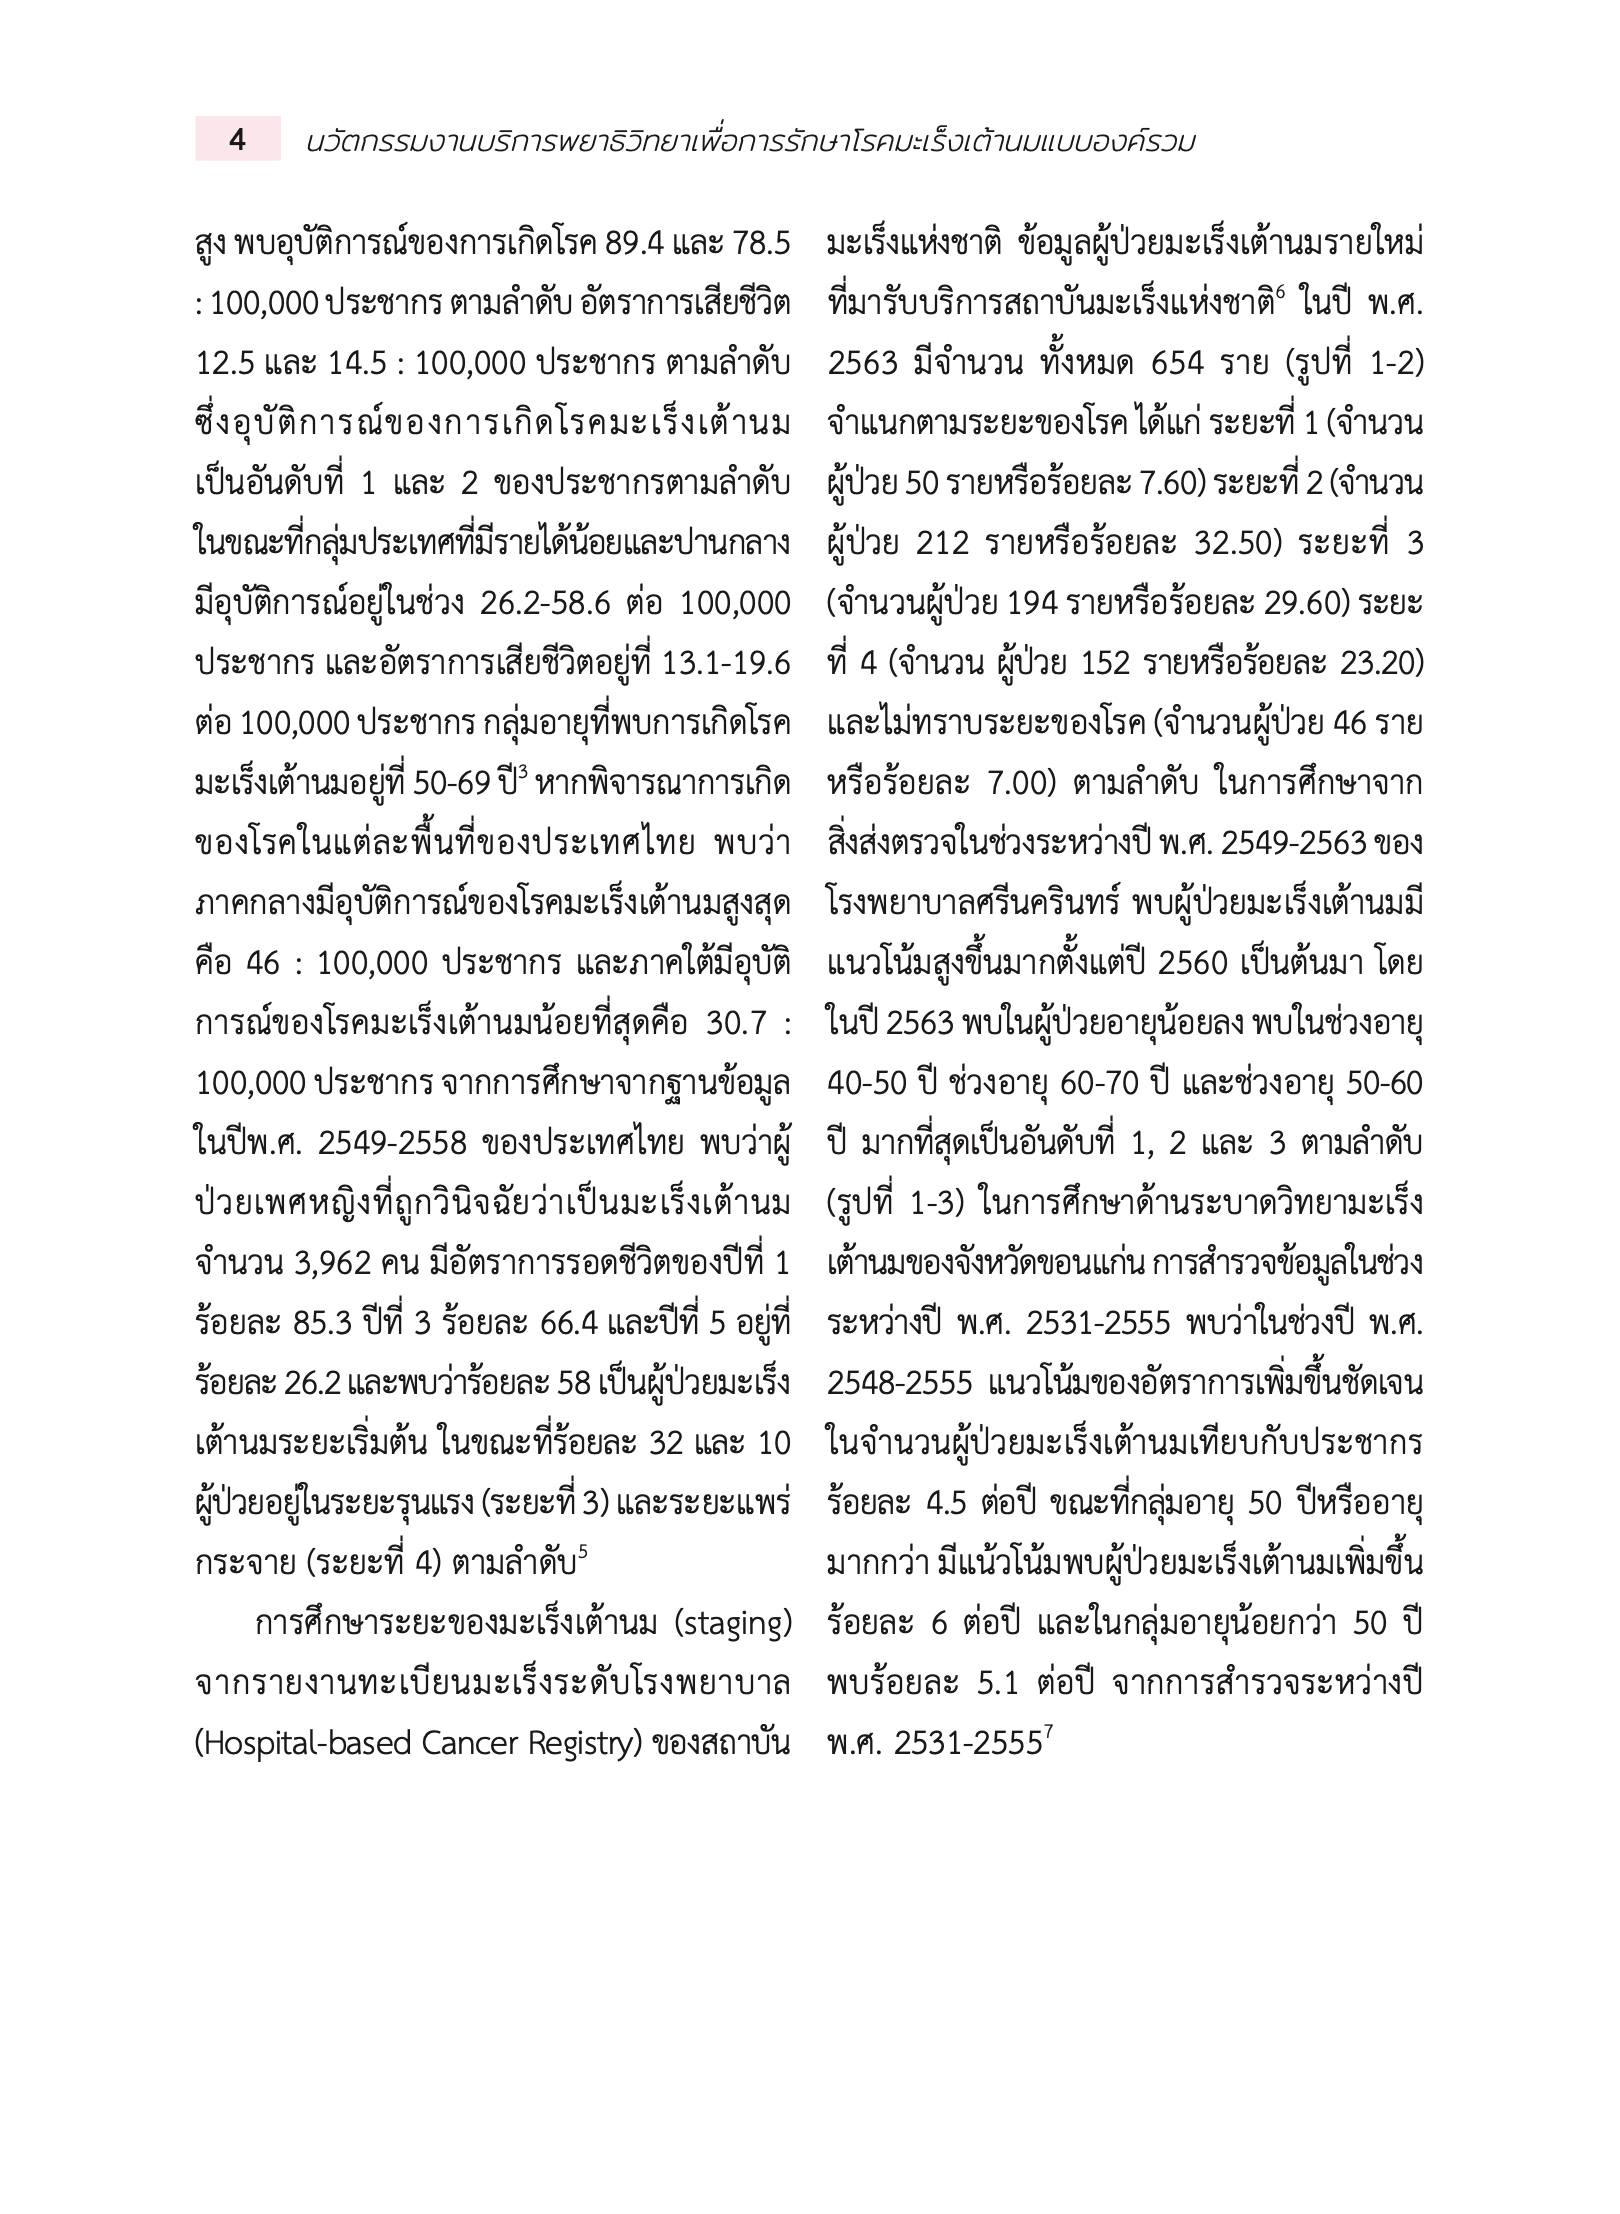 4 นวัตกรรมงานบริการพยาธิวิทยาเพื่อการรักษาโรคมะเร็งเต้านมแบบองค์รวม
สูง พบอุบัติการณ์ของการเกิดโรค 89.4 และ 78.5
: 100,000 ประชากร ตามลำดับ อัตราการเสียชีวิต
12.5 และ 14.5 : 100,000 ประชากร ตามลำดับ
ซึ่งอุบัติการณ์ของการเกิดโรคมะเร็งเต้านม
เป็นอันดับที่ 1 และ 2 ของประชากรตามลำดับ
ในขณะที่กลุ่มประเทศที่มีรายได้น้อยและปานกลาง
มีอุบัติการณ์อยู่ในช่วง 26.2-58.6 ต่อ 100,000
ประชากร และอัตราการเสียชีวิตอยู่ที่ 13.1-19.6
ต่อ 100,000 ประชากร กลุ่มอายุที่พบการเกิดโรค
มะเร็งเต้านมอยู่ที่ 50-69 ปี³ หากพิจารณาการเกิด
ของโรคในแต่ละพื้นที่ของประเทศไทย พบว่า
ภาคกลางมีอุบัติการณ์ของโรคมะเร็งเต้านมสูงสุด
คือ 46 : 100,000 ประชากร และภาคใต้มีอุบัติ
การณ์ของโรคมะเร็งเต้านมน้อยที่สุดคือ 30.7 :
100,000 ประชากร จากการศึกษาจากฐานข้อมูล
ในปีพ.ศ. 2549-2558 ของประเทศไทย พบว่าผู้
ป่วยเพศหญิงที่ถูกวินิจฉัยว่าเป็นมะเร็งเต้านม
จำนวน 3,962 คน มีอัตราการรอดชีวิตของปีที่ 1
ร้อยละ 85.3 ปีที่ 3 ร้อยละ 66.4 และปีที่ 5 อยู่ที่
ร้อยละ 26.2 และพบว่าร้อยละ 58 เป็นผู้ป่วยมะเร็ง
เต้านมระยะเริ่มต้น ในขณะที่ร้อยละ 32 และ 10
ผู้ป่วยอยู่ในระยะรุนแรง (ระยะที่ 3) และระยะแพร่
กระจาย (ระยะที่ 4) ตามลำดับ⁵
การศึกษาระยะของมะเร็งเต้านม (staging)
จากรายงานทะเบียนมะเร็งระดับโรงพยาบาล
(Hospital-based Cancer Registry) ของสถาบัน
มะเร็งแห่งชาติ ข้อมูลผู้ป่วยมะเร็งเต้านมรายใหม่
ที่มารับบริการสถาบันมะเร็งแห่งชาติ⁶ ในปี พ.ศ.
2563 มีจำนวน ทั้งหมด 654 ราย (รูปที่ 1-2)
จำแนกตามระยะของโรค ได้แก่ ระยะที่ 1 (จำนวน
ผู้ป่วย 50 รายหรือร้อยละ 7.60) ระยะที่ 2 (จำนวน
ผู้ป่วย 212 รายหรือร้อยละ 32.50) ระยะที่ 3
(จำนวนผู้ป่วย 194 รายหรือร้อยละ 29.60) ระยะ
ที่ 4 (จำนวน ผู้ป่วย 152 รายหรือร้อยละ 23.20)
และไม่ทราบระยะของโรค (จำนวนผู้ป่วย 46 ราย
หรือร้อยละ 7.00) ตามลำดับ ในการศึกษาจาก
สิ่งส่งตรวจในช่วงระหว่างปี พ.ศ. 2549-2563 ของ
โรงพยาบาลศรีนครินทร์ พบผู้ป่วยมะเร็งเต้านมมี
แนวโน้มสูงขึ้นมากตั้งแต่ปี 2560 เป็นต้นมา โดย
ในปี 2563 พบในผู้ป่วยอายุน้อยลง พบในช่วงอายุ
40-50 ปี ช่วงอายุ 60-70 ปี และช่วงอายุ 50-60
ปี มากที่สุดเป็นอันดับที่ 1, 2 และ 3 ตามลำดับ
(รูปที่ 1-3) ในการศึกษาด้านระบาดวิทยามะเร็ง
เต้านมของจังหวัดขอนแก่น การสำรวจข้อมูลในช่วง
ระหว่างปี พ.ศ. 2531-2555 พบว่าในช่วงปี พ.ศ.
2548-2555 แนวโน้มของอัตราการเพิ่มขึ้นชัดเจน
ในจำนวนผู้ป่วยมะเร็งเต้านมเทียบกับประชากร
ร้อยละ 4.5 ต่อปี ขณะที่กลุ่มอายุ 50 ปีหรืออายุ
มากกว่า มีแน้วโน้มพบผู้ป่วยมะเร็งเต้านมเพิ่มขึ้น
ร้อยละ 6 ต่อปี และในกลุ่มอายุน้อยกว่า 50 ปี
พบร้อยละ 5.1 ต่อปี จากการสำรวจระหว่างปี
พ.ศ. 2531-2555⁷